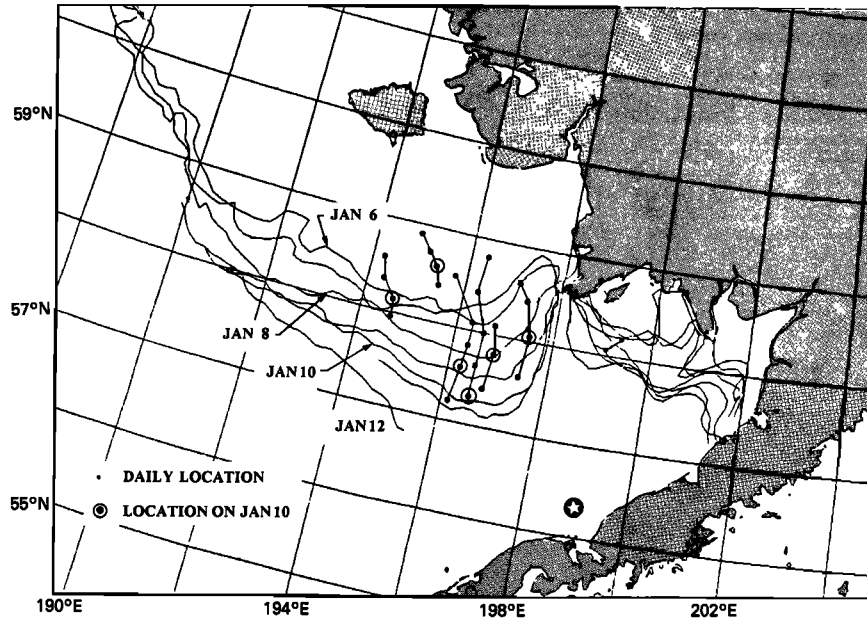 59°N
JAN 6
57°N
JAN 8
JAN 10
JAN 12
• DAILY LOCATION
55°N
LOCATION ON JAN 10
190°E
194°E
198°E
202°E